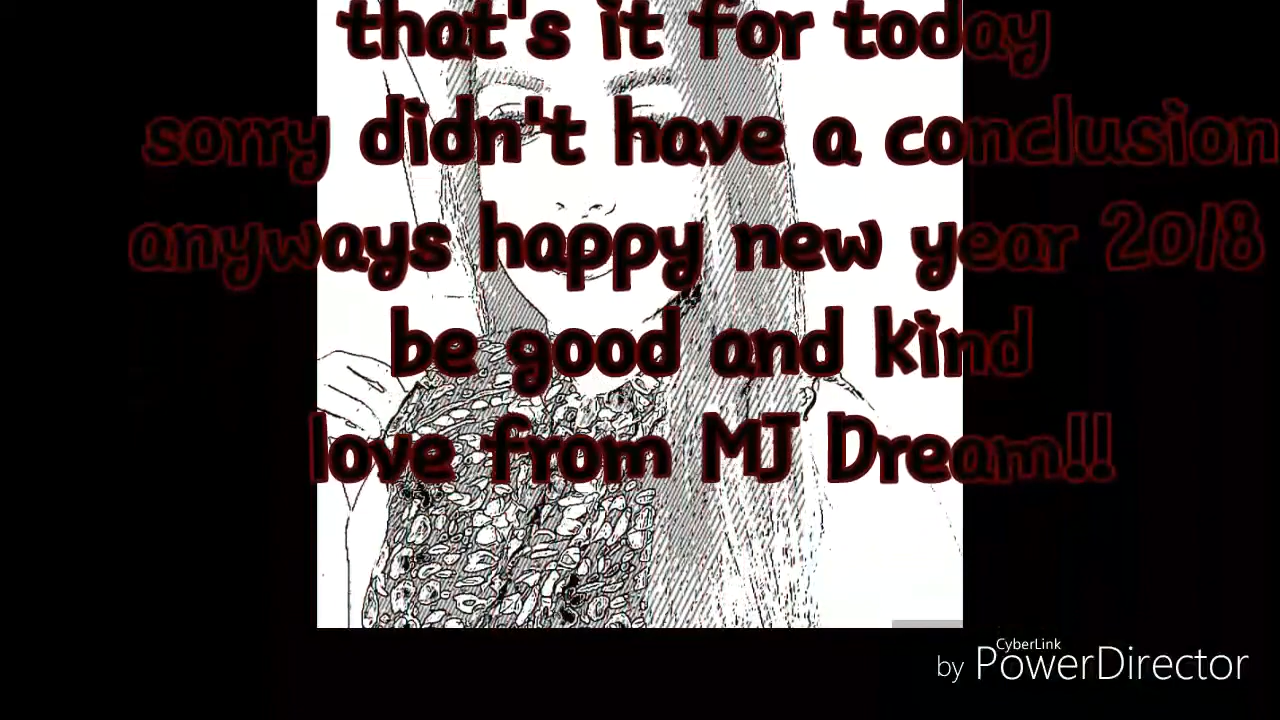 that's it for today
sorry didn't have a conclusion
anyways happy new year 2018
be good and kind
love from MJ Dream!!
CyberLink
by PowerDirector